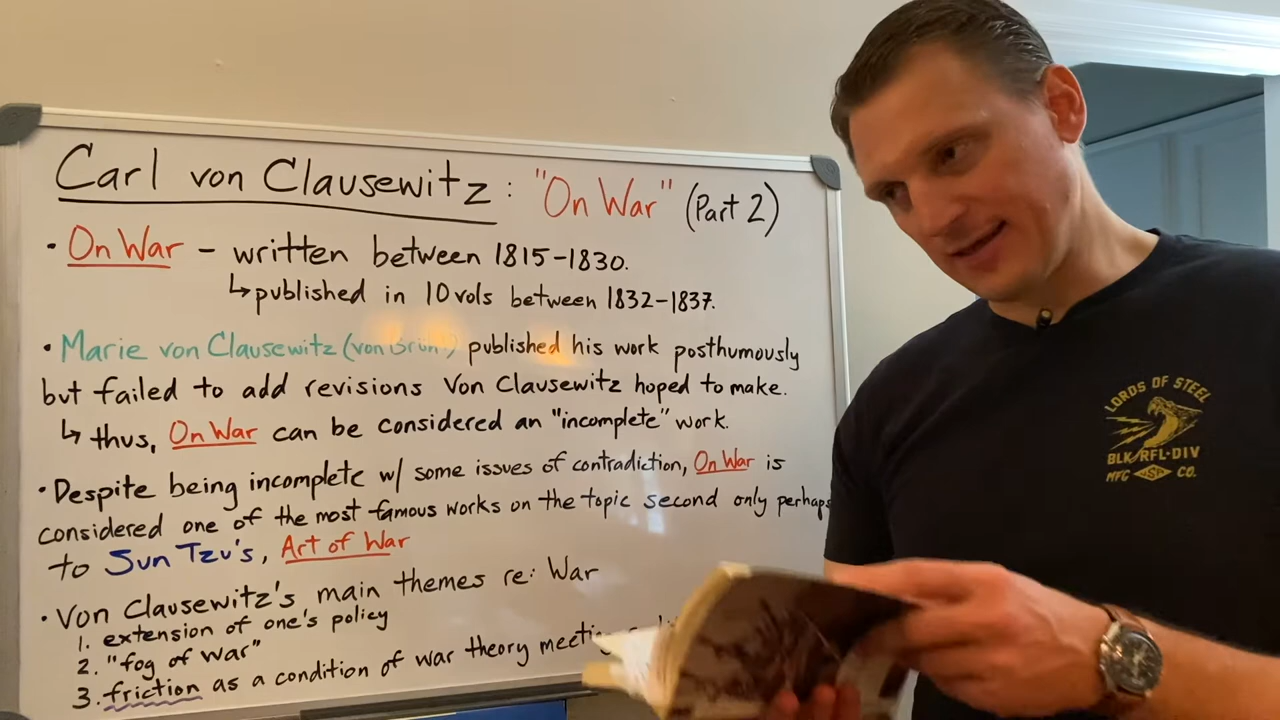 Carl von Clausewitz: "On War" (Part 2)
• On War – written between 1815–1830.
↳ published in 10 vols between 1832–1837.
• Marie von Clausewitz (von published his work posthumously
but failed to add revisions Von Clausewitz hoped to make.
↳ thus, On War can be considered an "incomplete" work.
• Despite being incomplete w/ some issues of contradiction, On War is
considered one of the most famous works on the topic second only perhaps
to Sun Tzu's, Art of War
• Von Clausewitz's main themes re: War
1. extension of one's policy
2. "fog of war"
3. friction as a condition of war theory
LORDS OF STEEL
BLK/RFL-DIV
MFG CO.